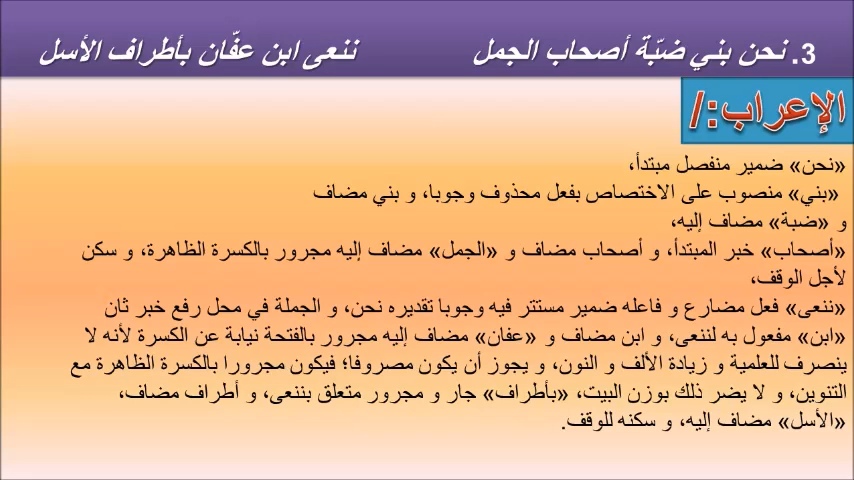 3. نحن بني ضبّة أصحاب الجمل ننعى ابن عفّان بأطراف الأسل
الإعراب:/
«نحن» ضمير منفصل مبتدأ،
«بني» منصوب على الاختصاص بفعل محذوف وجوبا، و بني مضاف
و «ضبة» مضاف إليه،
«أصحاب» خبر المبتدأ، و أصحاب مضاف و «الجمل» مضاف إليه مجرور بالكسرة الظاهرة، و سكن
لأجل الوقف،
«ننعى» فعل مضارع و فاعله ضمير مستتر فيه وجوبا تقديره نحن، و الجملة في محل رفع خبر ثان
«ابن» مفعول به لننعى، و ابن مضاف و «عفان» مضاف إليه مجرور بالفتحة نيابة عن الكسرة لأنه لا
ينصرف للعلمية و زيادة الألف و النون، و يجوز أن يكون مصروفا؛ فيكون مجرورا بالكسرة الظاهرة مع
التنوين، و لا يضر ذلك بوزن البيت، «بأطراف» جار و مجرور متعلق بننعى، و أطراف مضاف،
«الأسل» مضاف إليه، و سكنه للوقف.